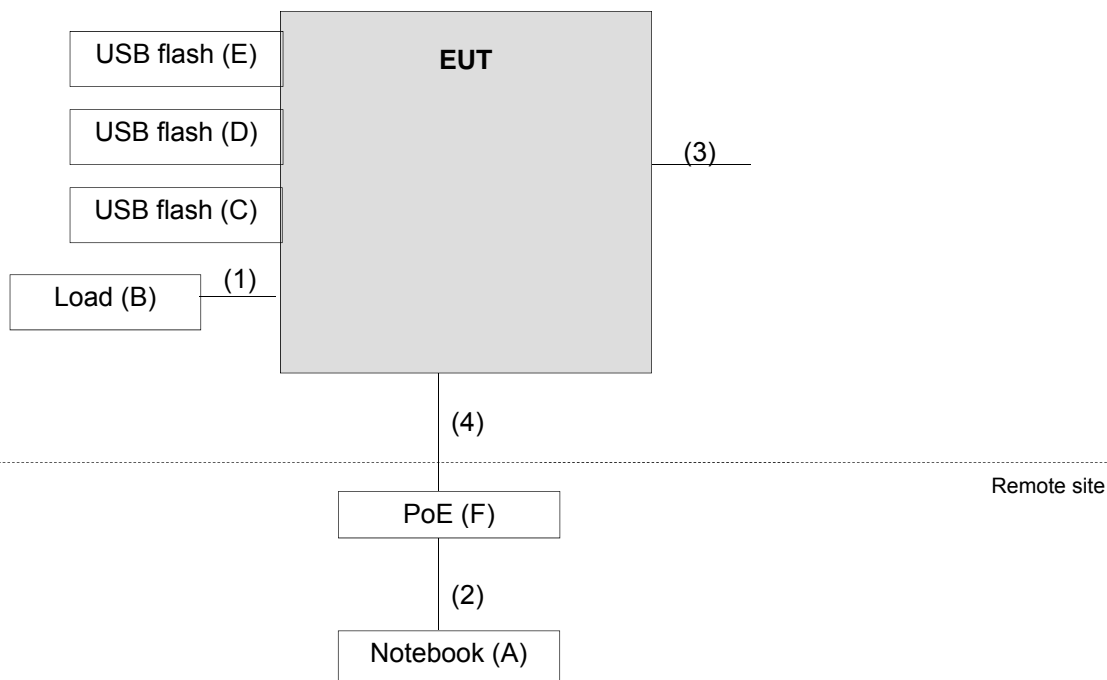 USB flash (E)
EUT
USB flash (D)
(3)
USB flash (C)
(1)
Load (B)
(4)
Remote site
PoE (F)
(2)
Notebook (A)